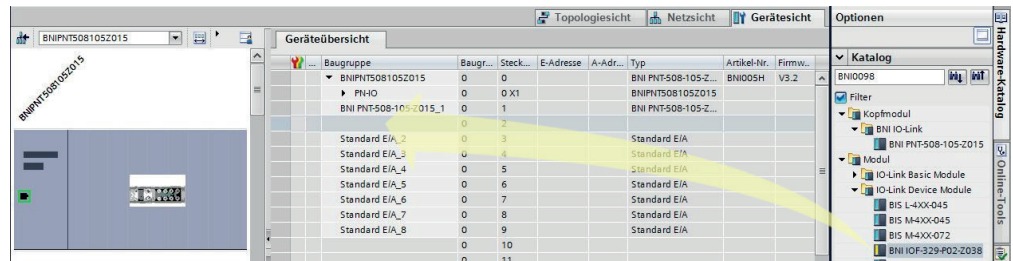 Topologiesicht Netzsicht Gerätesicht Optionen
BNIPNT508105Z015
Geräteübersicht
BNIPNT508105Z015
... Baugruppe Baugr... Steck... E-Adresse A-Adr... Typ Artikel-Nr. Firmw...
BNIPNT508105Z015 0 0 BNI PNT-508-105-Z... BNI005H V3.2
PN-IO 0 0 X1 BNIPNT508105Z015
BNI PNT-508-105-Z015_1 0 1 BNI PNT-508-105-Z...
0 2
Standard E/A_2 0 3 Standard E/A
Standard E/A_3 0 4 Standard E/A
Standard E/A_4 0 5 Standard E/A
Standard E/A_5 0 6 Standard E/A
Standard E/A_6 0 7 Standard E/A
Standard E/A_7 0 8 Standard E/A
Standard E/A_8 0 9 Standard E/A
0 10
0 11
Katalog
BNI0098
Filter
Kopfmodul
BNI IO-Link
BNI PNT-508-105-Z015
Modul
IO-Link Basic Module
IO-Link Device Module
BIS L-4XX-045
BIS M-4XX-045
BIS M-4XX-072
BNI IOF-329-P02-Z038
Hardware-Katalog
Online-Tools